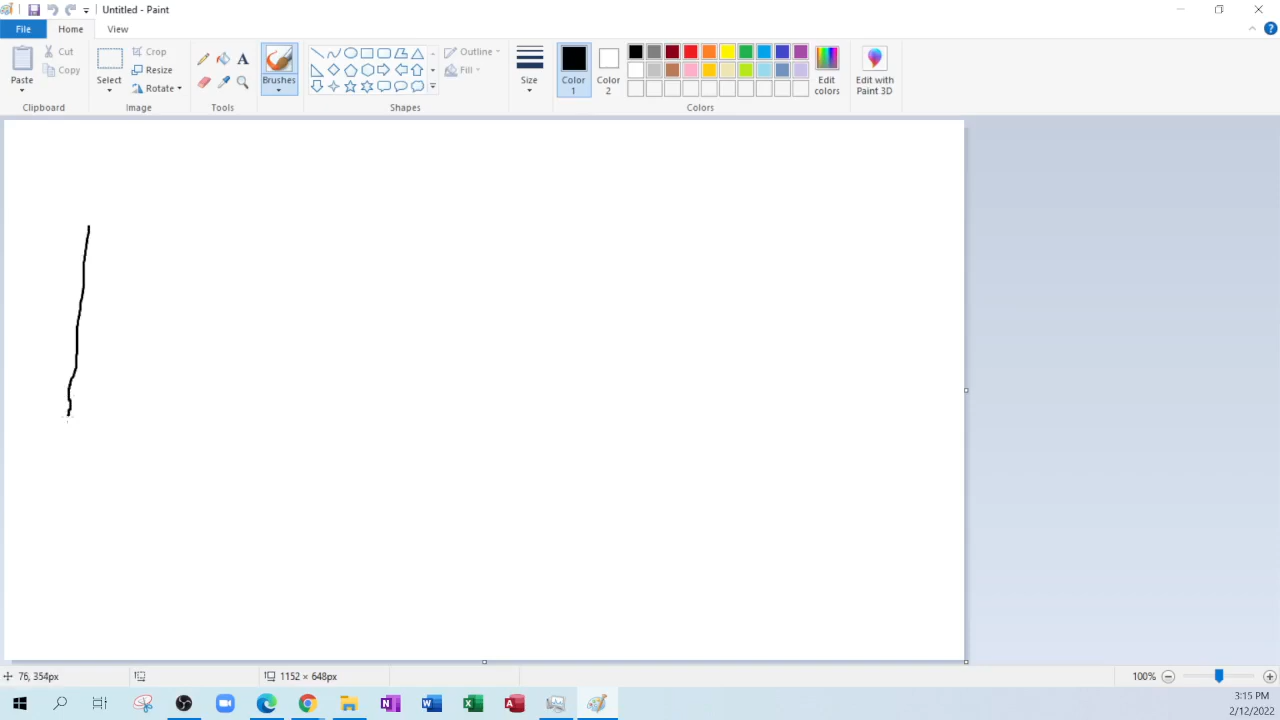 Untitled - Paint
File Home View
Paste
Cut
Copy
Clipboard
Select
Crop
Resize
Rotate
Image
A
Tools
Brushes
Shapes
Outline
Fill
Size
Color 1
Color 2
Colors
Edit colors
Edit with Paint 3D
76, 354px
1152 × 648px
100%
3:15 PM
2/12/2022